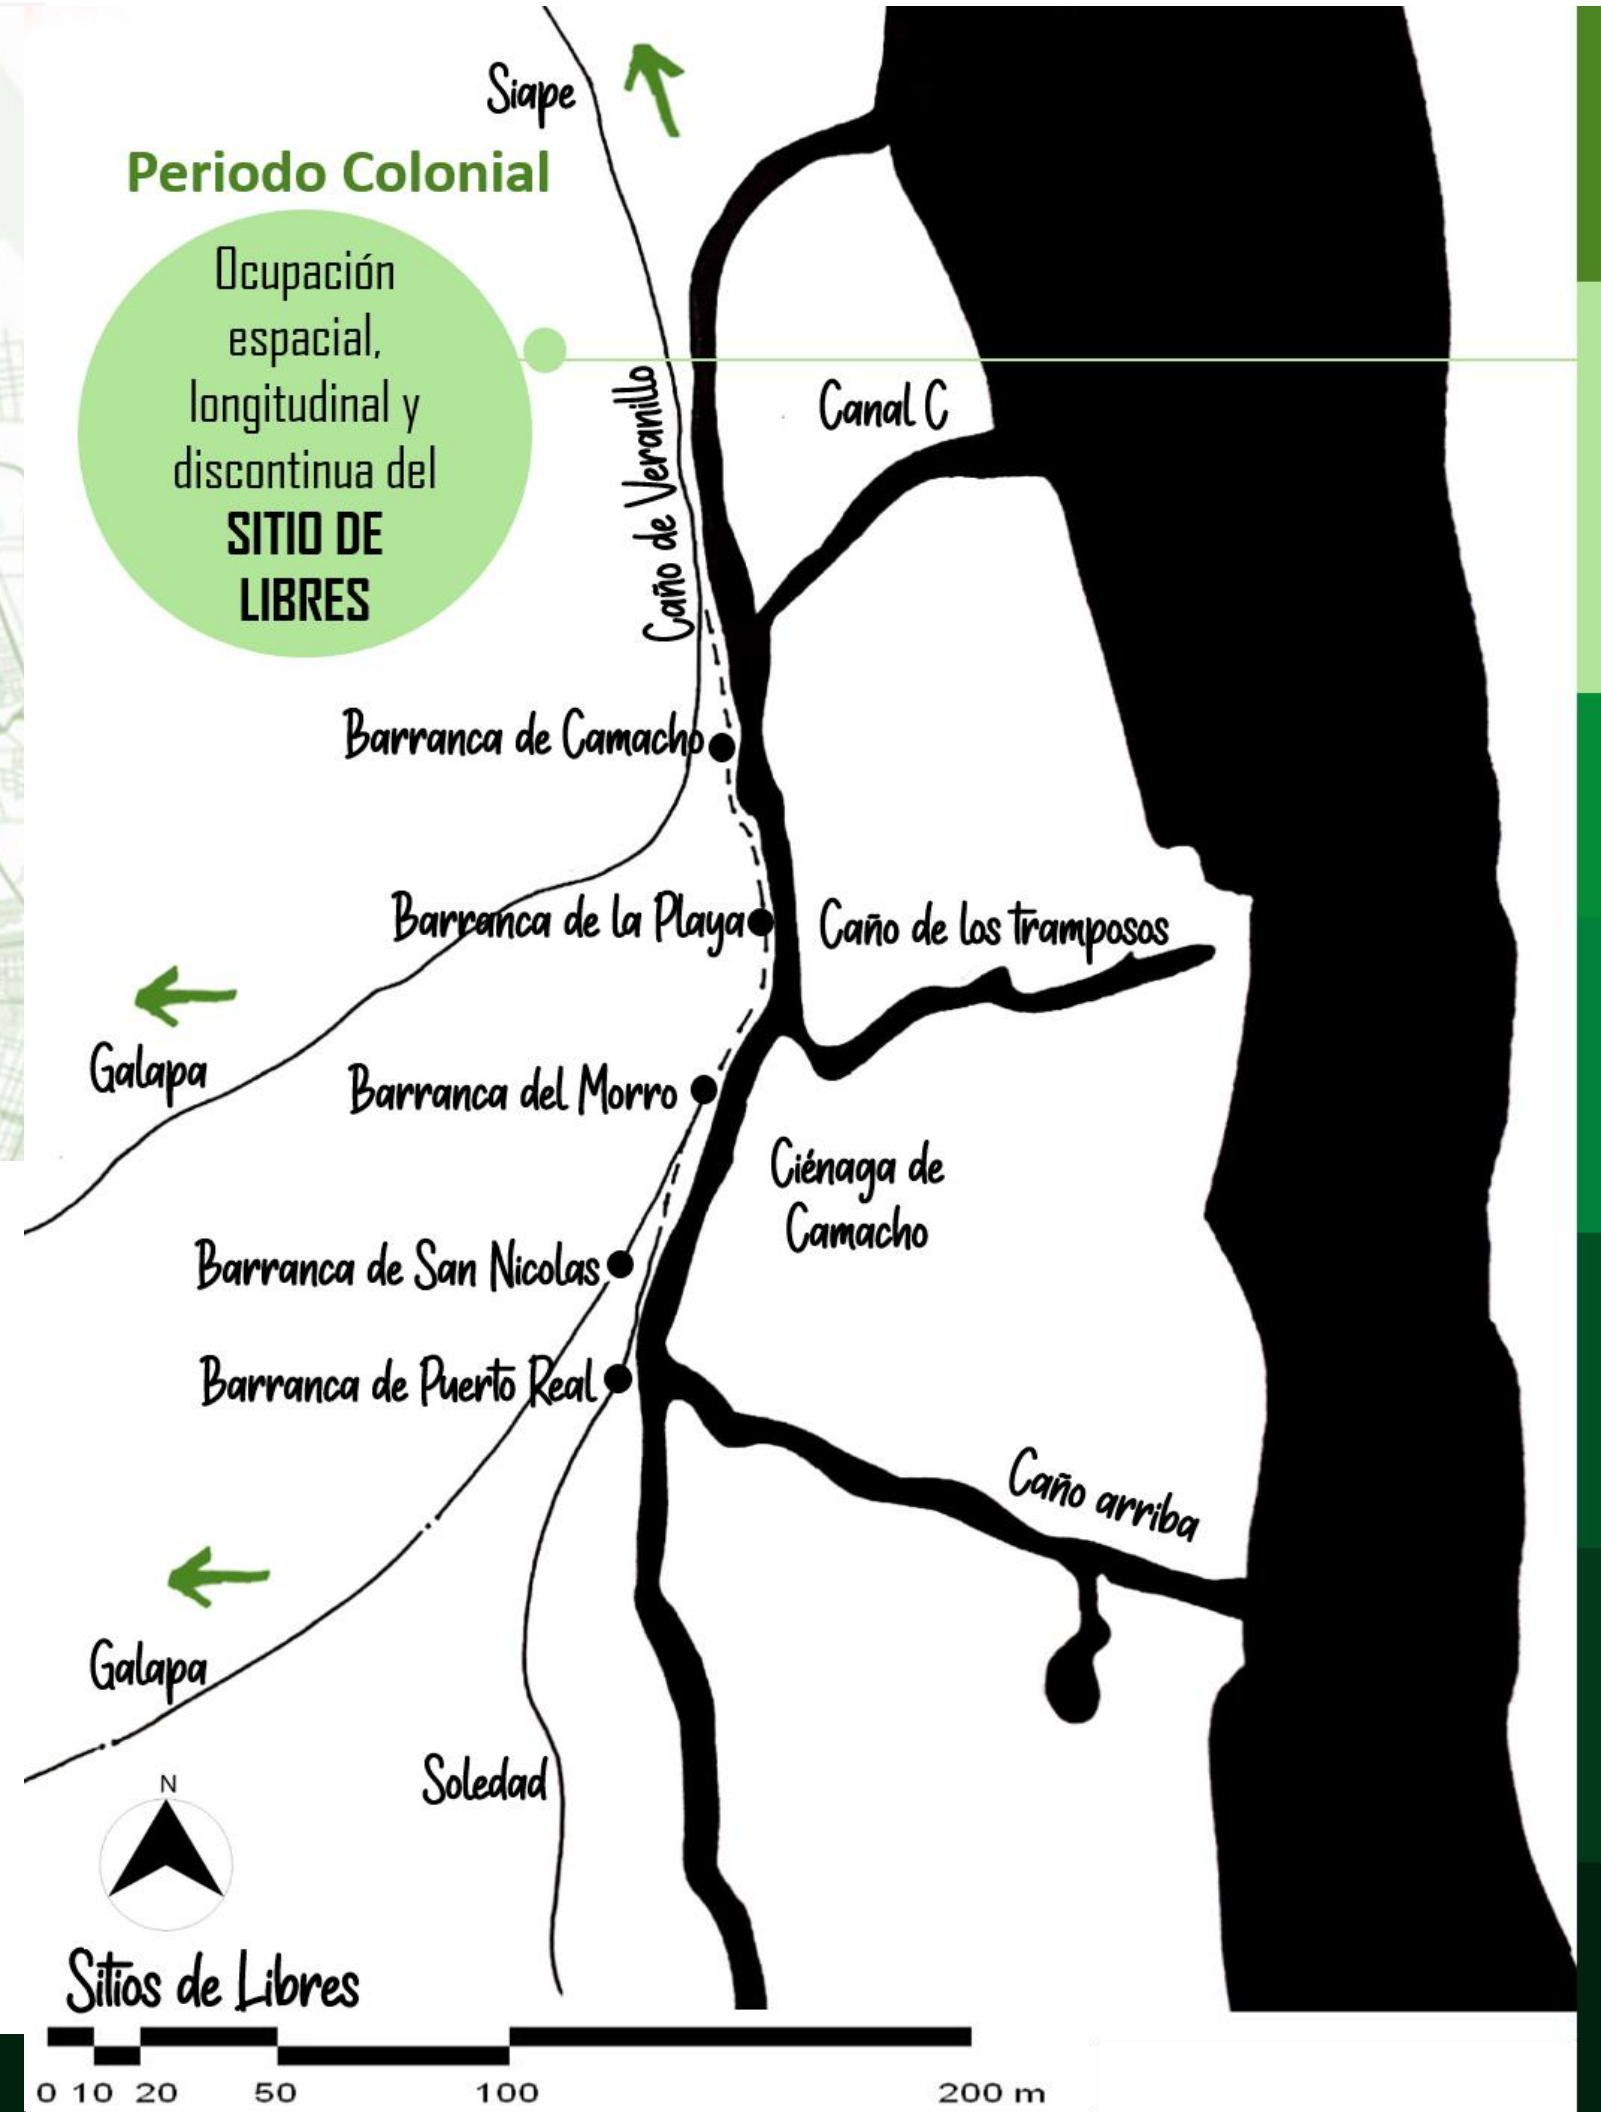 Siape
Periodo Colonial
Ocupación
espacial,
longitudinal y
discontinua del
SITIO DE
LIBRES
Canal C
Caño de Veranillo
Barranca de Camacho
Barranca de la Playa
Caño de los tramposos
Galapa
Barranca del Morro
Ciénaga de
Camacho
Barranca de San Nicolas
Barranca de Puerto Real
Caño arriba
Galapa
Soledad
N
Sitios de Libres
0 10 20 50 100 200 m